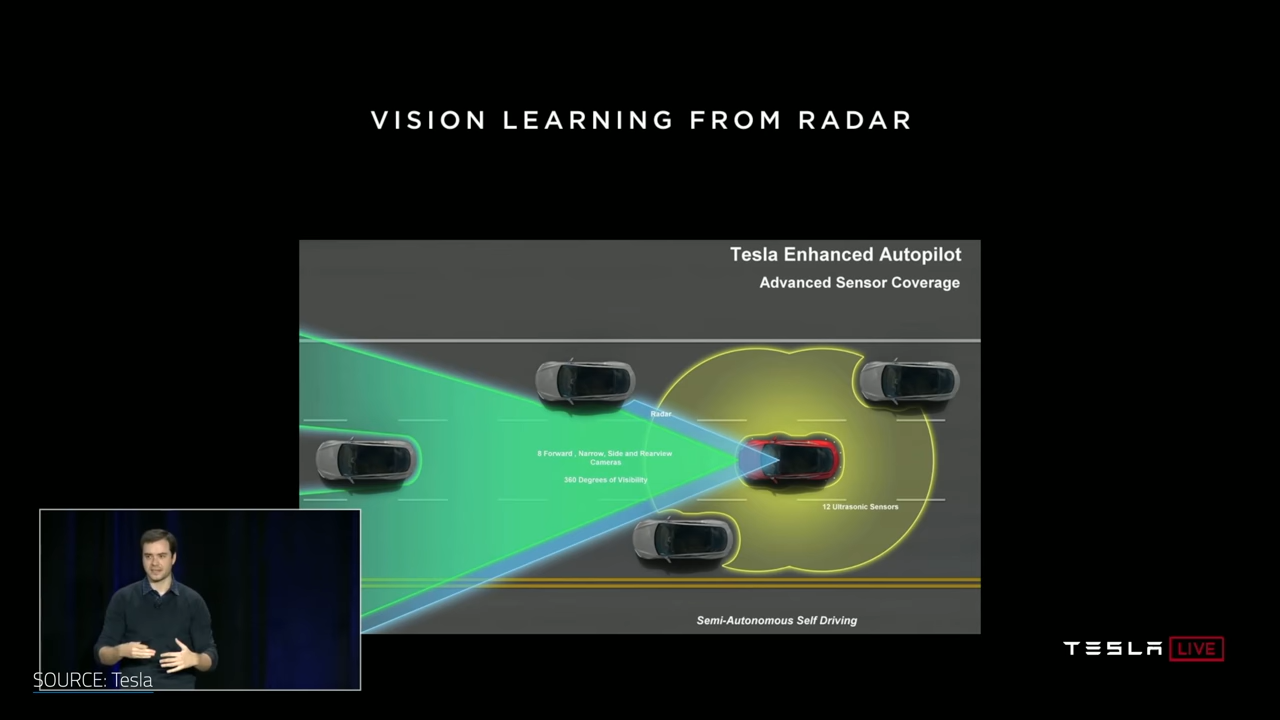 VISION LEARNING FROM RADAR
Tesla Enhanced Autopilot
Advanced Sensor Coverage
Radar
8 Forward , Narrow, Side and Rearview
Cameras
360 Degrees of Visibility
12 Ultrasonic Sensors
Semi-Autonomous Self Driving
TESLA LIVE
SOURCE: Tesla